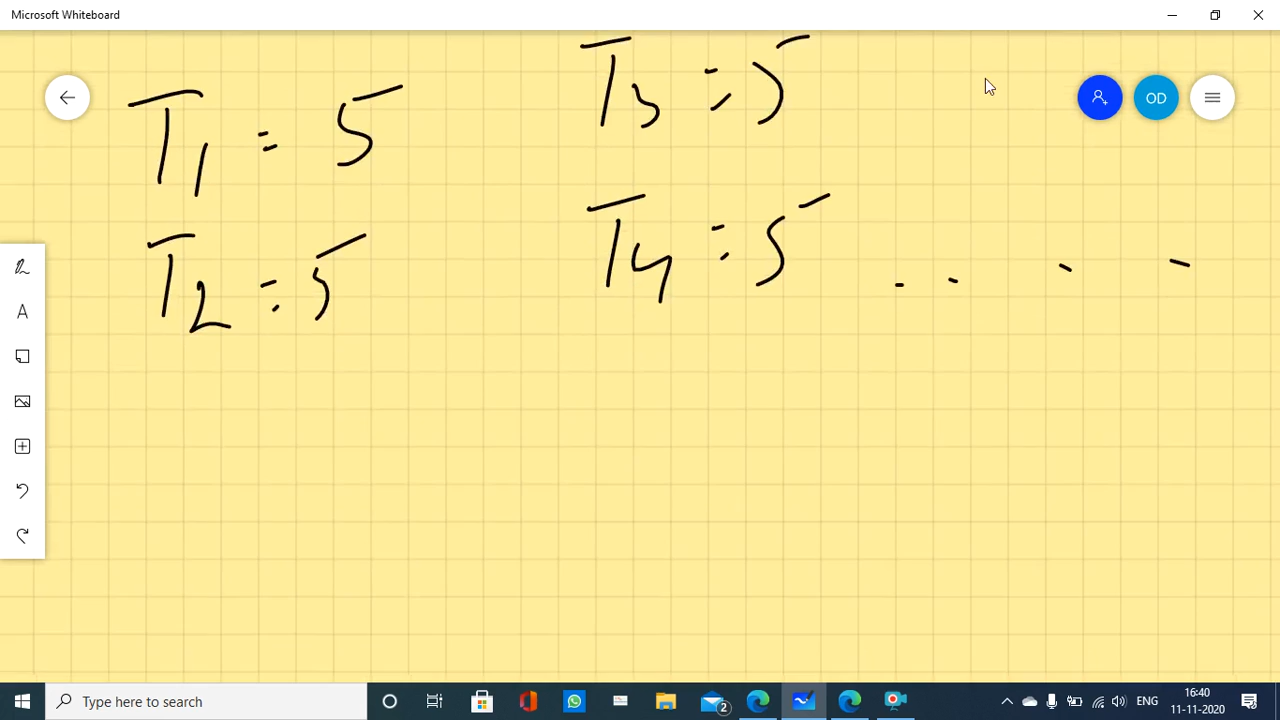 Microsoft Whiteboard
T1 = 5
T2 = 5
T3 = 5
T4 = 5 - - - -
OD
A
Type here to search
2
ENG
16:40
11-11-2020